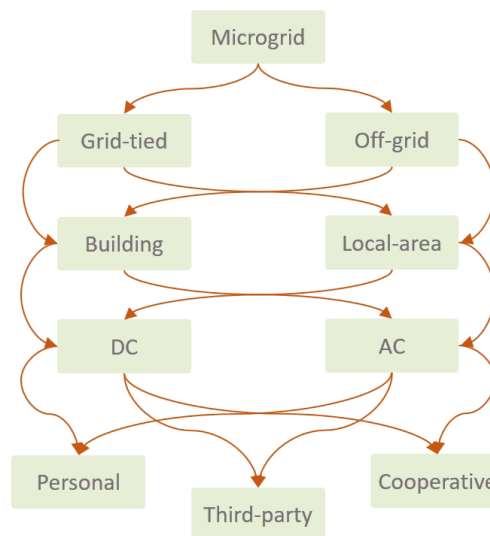 Microgrid
Grid-tied
Off-grid
Building
Local-area
DC
AC
Personal
Cooperative
Third-party